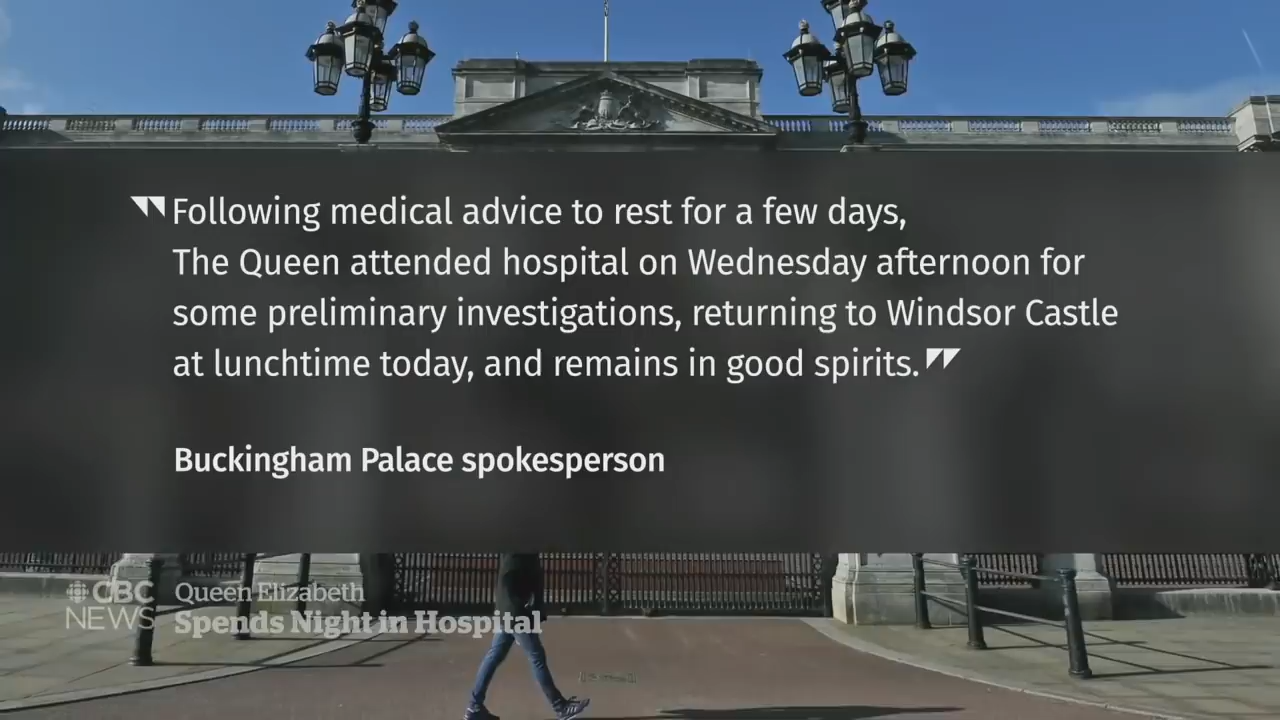 Following medical advice to rest for a few days,
The Queen attended hospital on Wednesday afternoon for
some preliminary investigations, returning to Windsor Castle
at lunchtime today, and remains in good spirits.
Buckingham Palace spokesperson
CBC
NEWS
Queen Elizabeth
Spends Night in Hospital